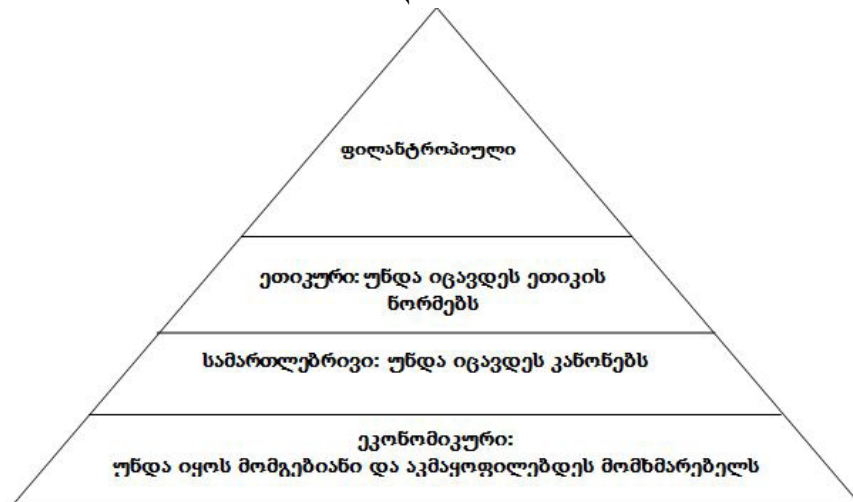 ფილანტროპიული
ეთიკური: უნდა იცავდეს ეთიკის
ნორმებს
სამართლებრივი: უნდა იცავდეს კანონებს
ეკონომიკური:
უნდა იყოს მომგებიანი და აკმაყოფილებდეს მომხმარებელს